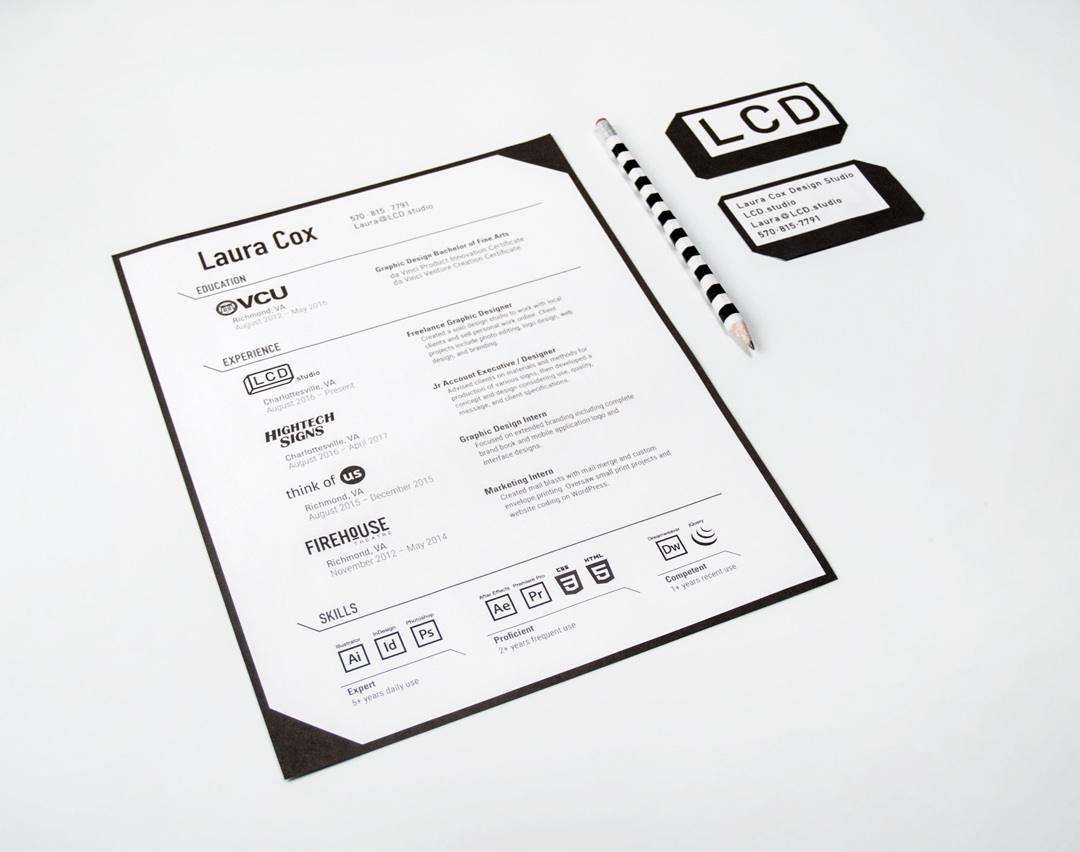 Laura Cox
570 · 815 · 7791
Laura@LCD.studio
EDUCATION
VCU
Richmond, VA
August 2012 – May 2016
Graphic Design Bachelor of Fine Arts
da Vinci Product Innovation Certificate
da Vinci Venture Creation Certificate
EXPERIENCE
LCD.studio
Charlottesville, VA
August 2016 – Present
Freelance Graphic Designer
Created a solo design studio to work with local
clients and sell personal work online. Client
projects include photo editing, logo design, web
design, and branding.
HIGHTECH
SIGNS
Charlottesville, VA
August 2016 – April 2017
Jr Account Executive / Designer
Advised clients on materials and methods for
production of various signs, then developed a
concept and design considering use, quality,
message, and client specifications.
think of us
Richmond, VA
August 2015 – December 2015
Graphic Design Intern
Focused on extended branding including complete
brand book and mobile application logo and
interface designs.
FIREHOUSE
THEATRE
Richmond, VA
November 2012 – May 2014
Marketing Intern
Created mail blasts with mail merge and custom
envelope printing. Oversaw small print projects and
website coding on WordPress.
SKILLS
Illustrator InDesign Photoshop
Ai Id Ps
Expert
5+ years daily use
After Effects Premiere Pro CSS HTML
Ae Pr 3 5
Proficient
2+ years frequent use
Dreamweaver jQuery
Dw
Competent
1+ years recent use
LCD
Laura Cox Design Studio
LCD.studio
Laura@LCD.studio
570-815-7791